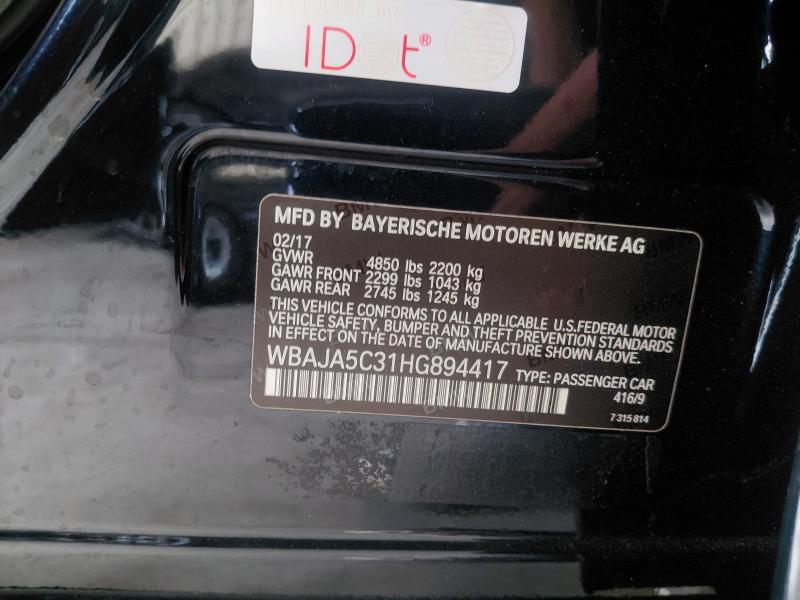 IDot®
MFD BY BAYERISCHE MOTOREN WERKE AG
02/17
GVWR 4850 lbs 2200 kg
GAWR FRONT 2299 lbs 1043 kg
GAWR REAR 2745 lbs 1245 kg
THIS VEHICLE CONFORMS TO ALL APPLICABLE U.S.FEDERAL MOTOR
VEHICLE SAFETY, BUMPER AND THEFT PREVENTION STANDARDS
IN EFFECT ON THE DATE OF MANUFACTURE SHOWN ABOVE.
WBAJA5C31HG894417 TYPE: PASSENGER CAR
416/9
7315814